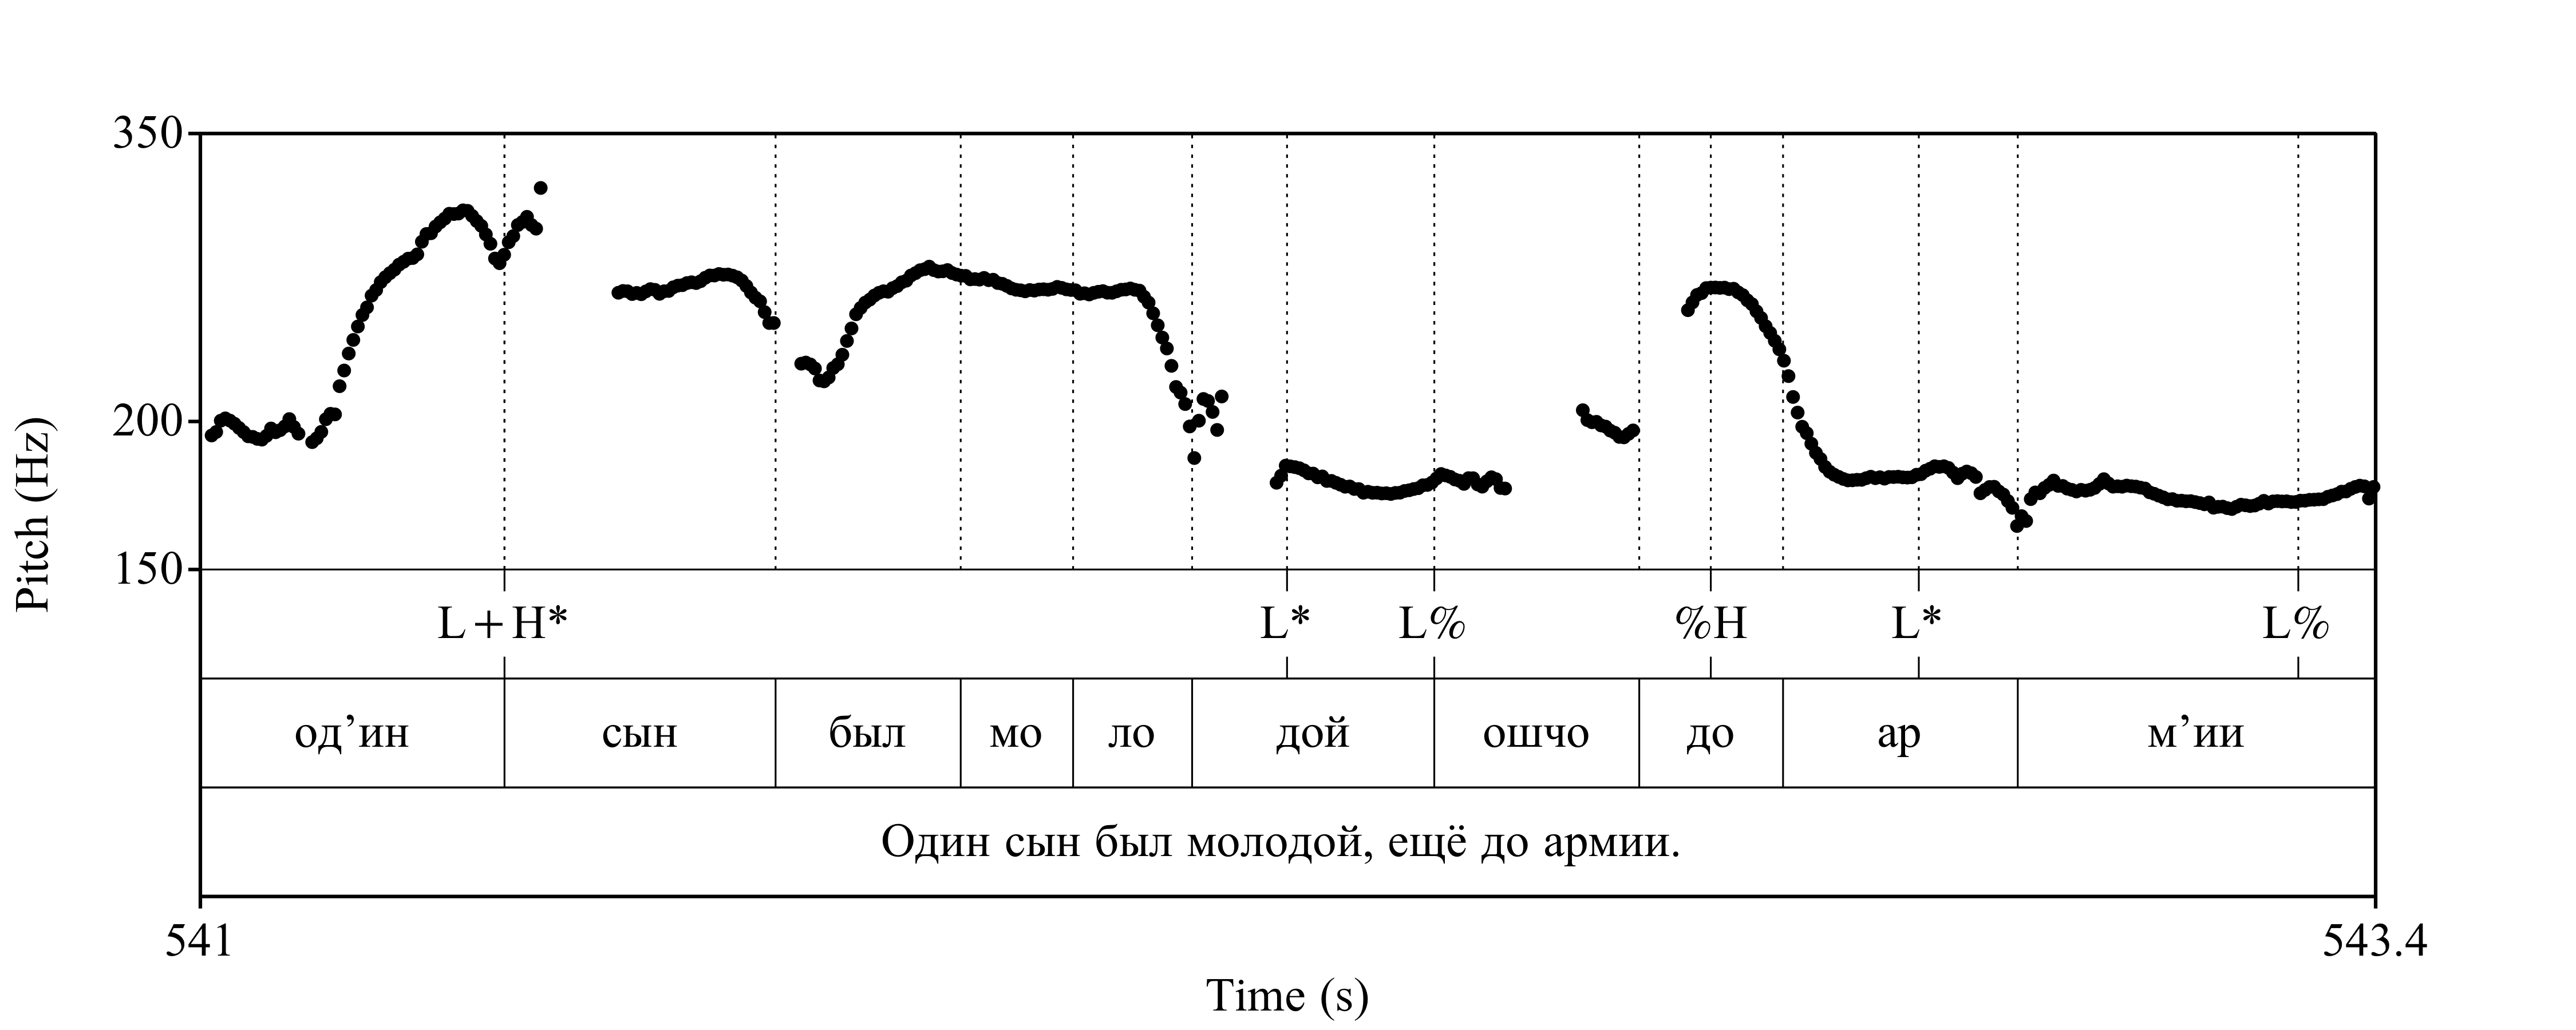 350
200
150
Pitch (Hz)
L+H* L* L% %H L* L%
од’ин сын был мо ло дой ошчо до ар м’ии
Один сын был молодой, ещё до армии.
541 543.4
Time (s)